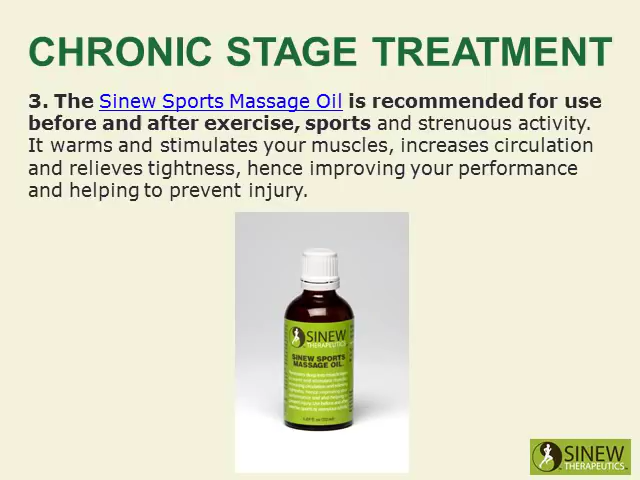 CHRONIC STAGE TREATMENT
3. The Sinew Sports Massage Oil is recommended for use
before and after exercise, sports and strenuous activity.
It warms and stimulates your muscles, increases circulation
and relieves tightness, hence improving your performance
and helping to prevent injury.
SINEW
THERAPEUTICS
SINEW SPORTS
MASSAGE OIL
SINEW
THERAPEUTICS